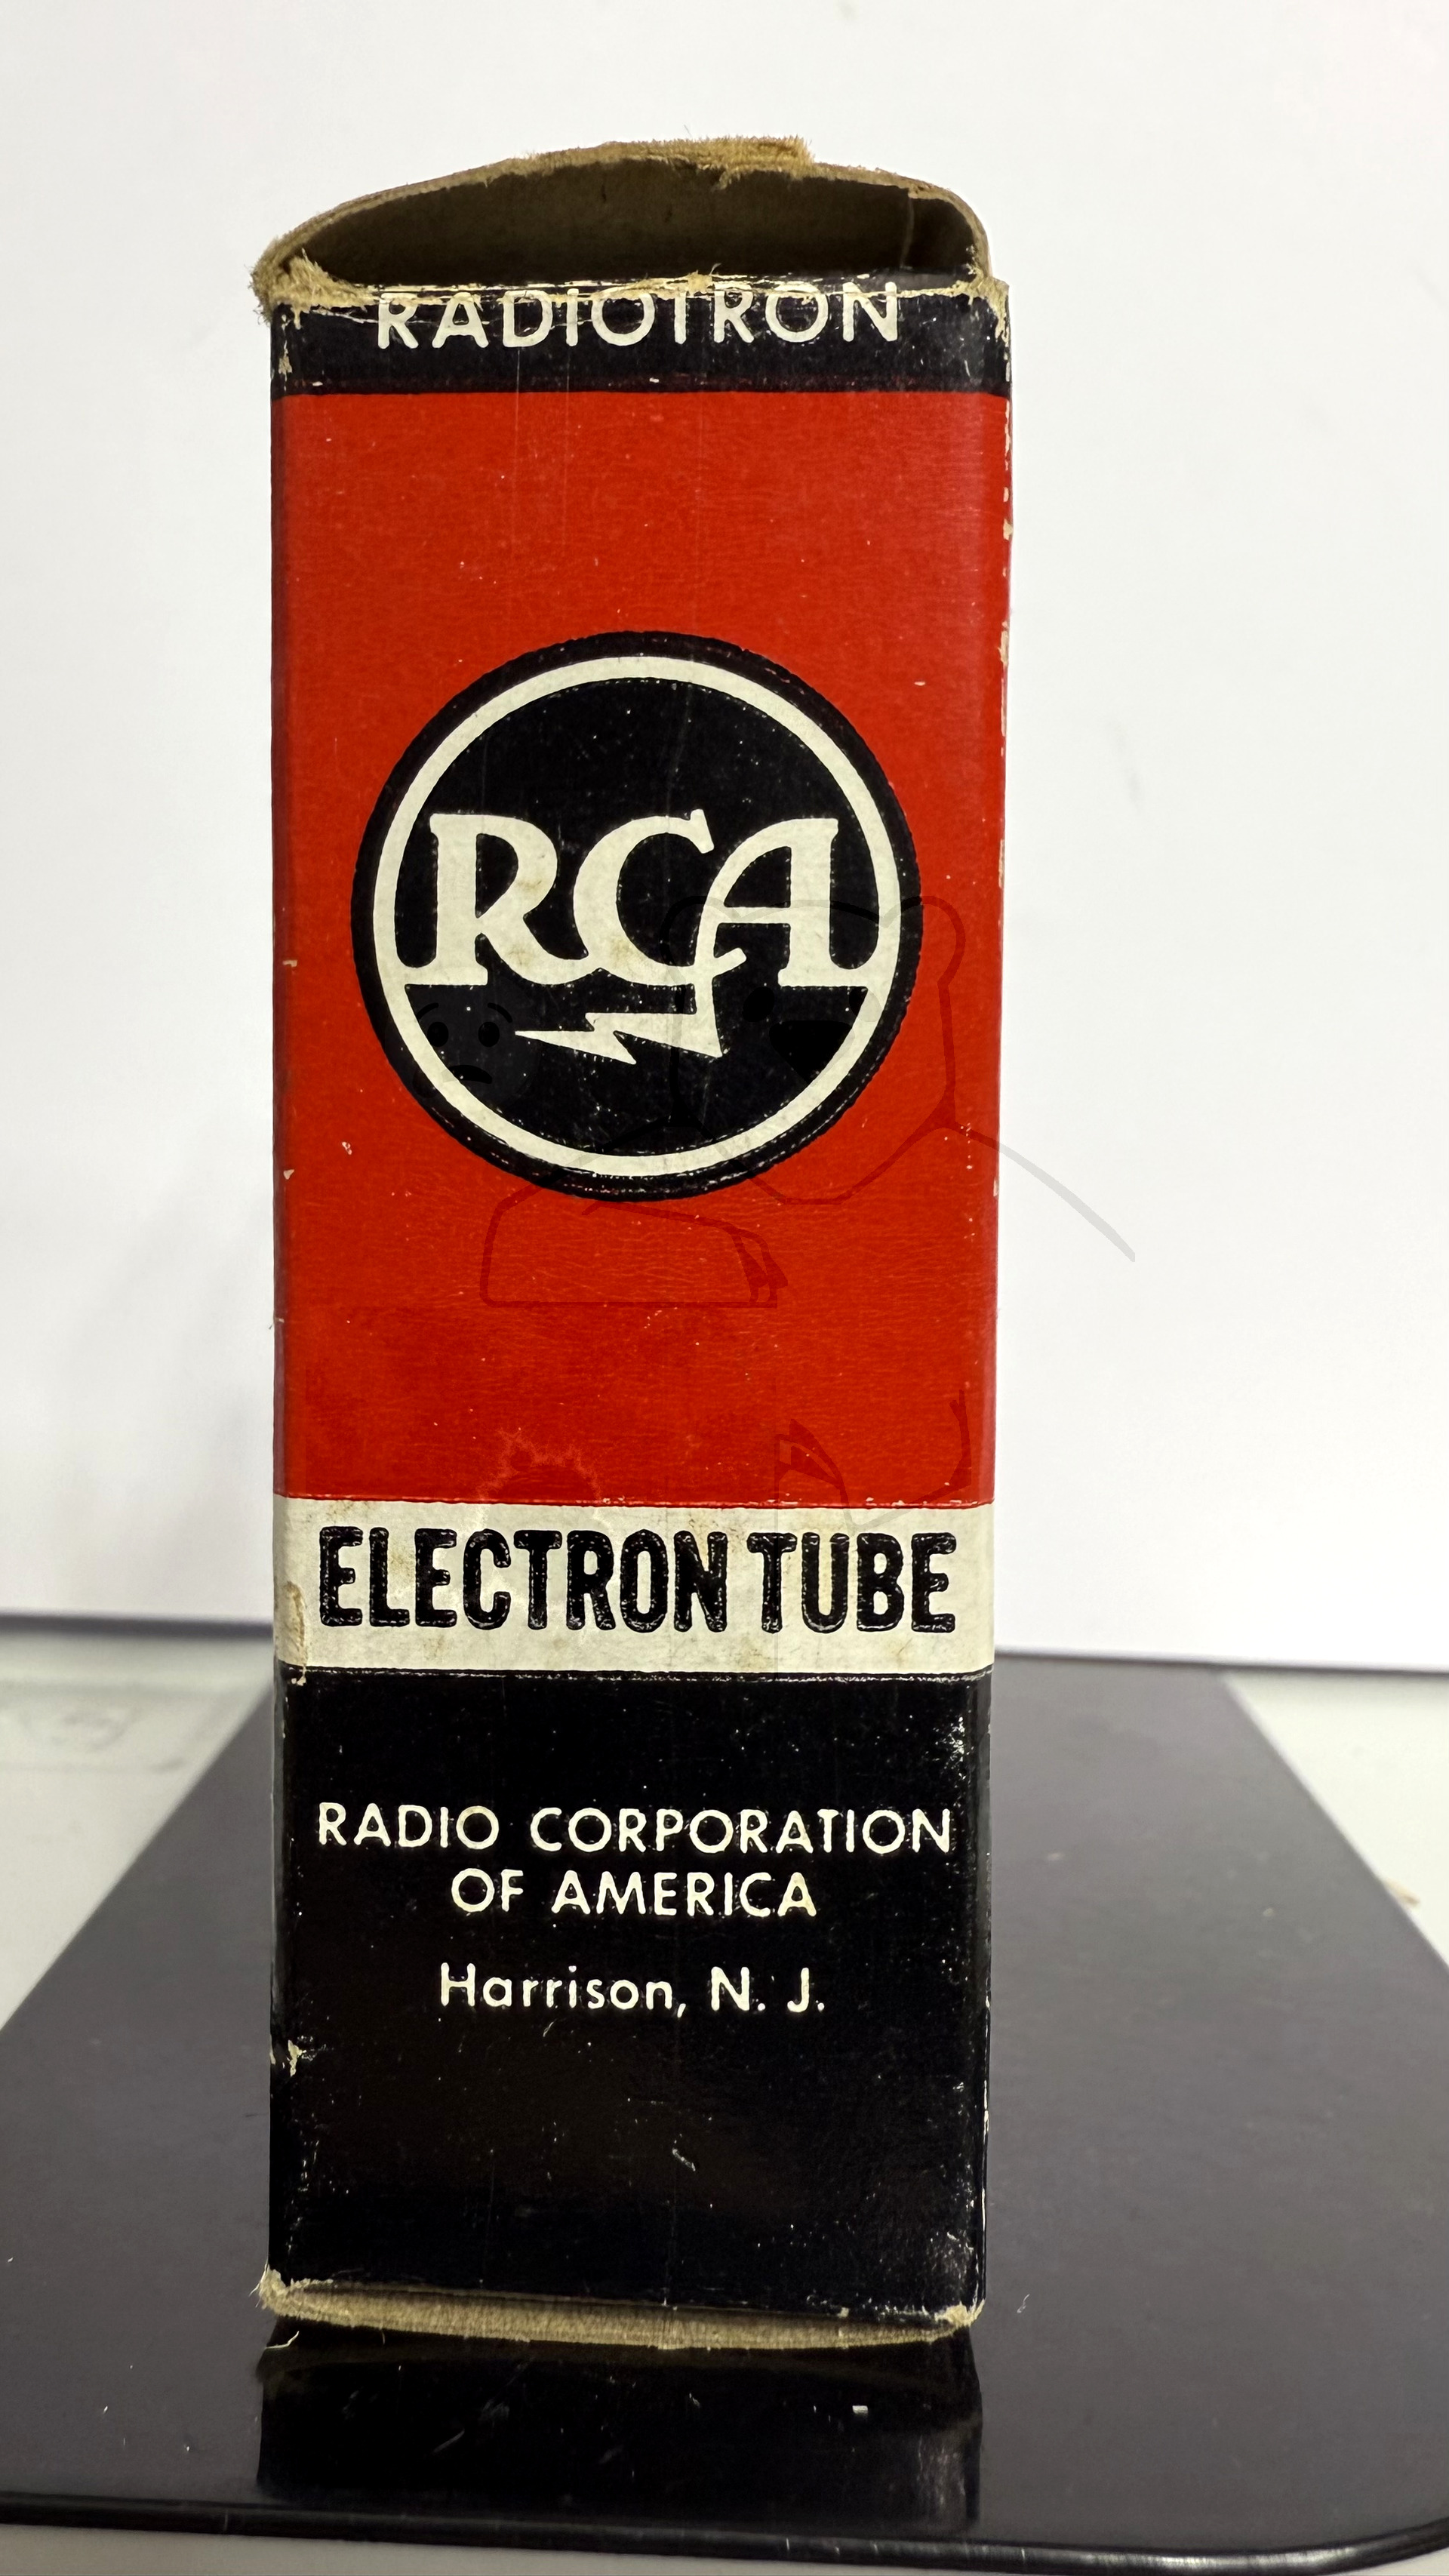 RADIOTRON
RCA
ELECTRON TUBE
RADIO CORPORATION
OF AMERICA
Harrison, N. J.